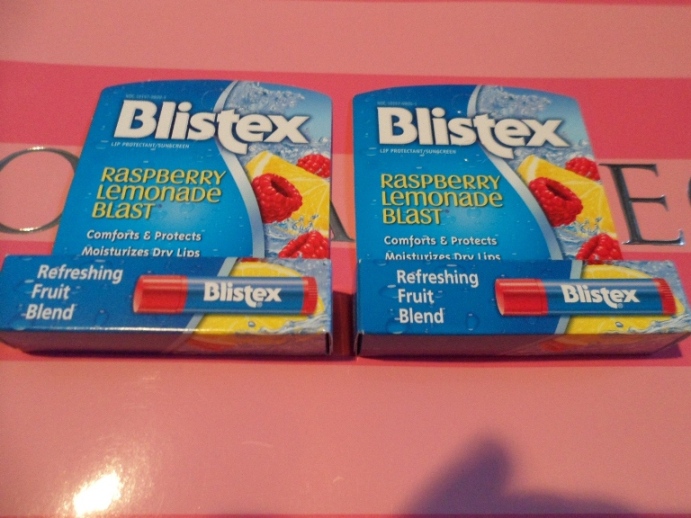 Blistex
LIP PROTECTANT/SUNSCREEN
RASPBERRY
LEMONADE
BLAST
Comforts & Protects
Moisturizes Dry Lips
Refreshing
Fruit
Blend
Blistex
Blistex
LIP PROTECTANT/SUNSCREEN
RASPBERRY
LEMONADE
BLAST
Comforts & Protects
Moisturizes Dry Lips
Refreshing
Fruit
Blend
Blistex